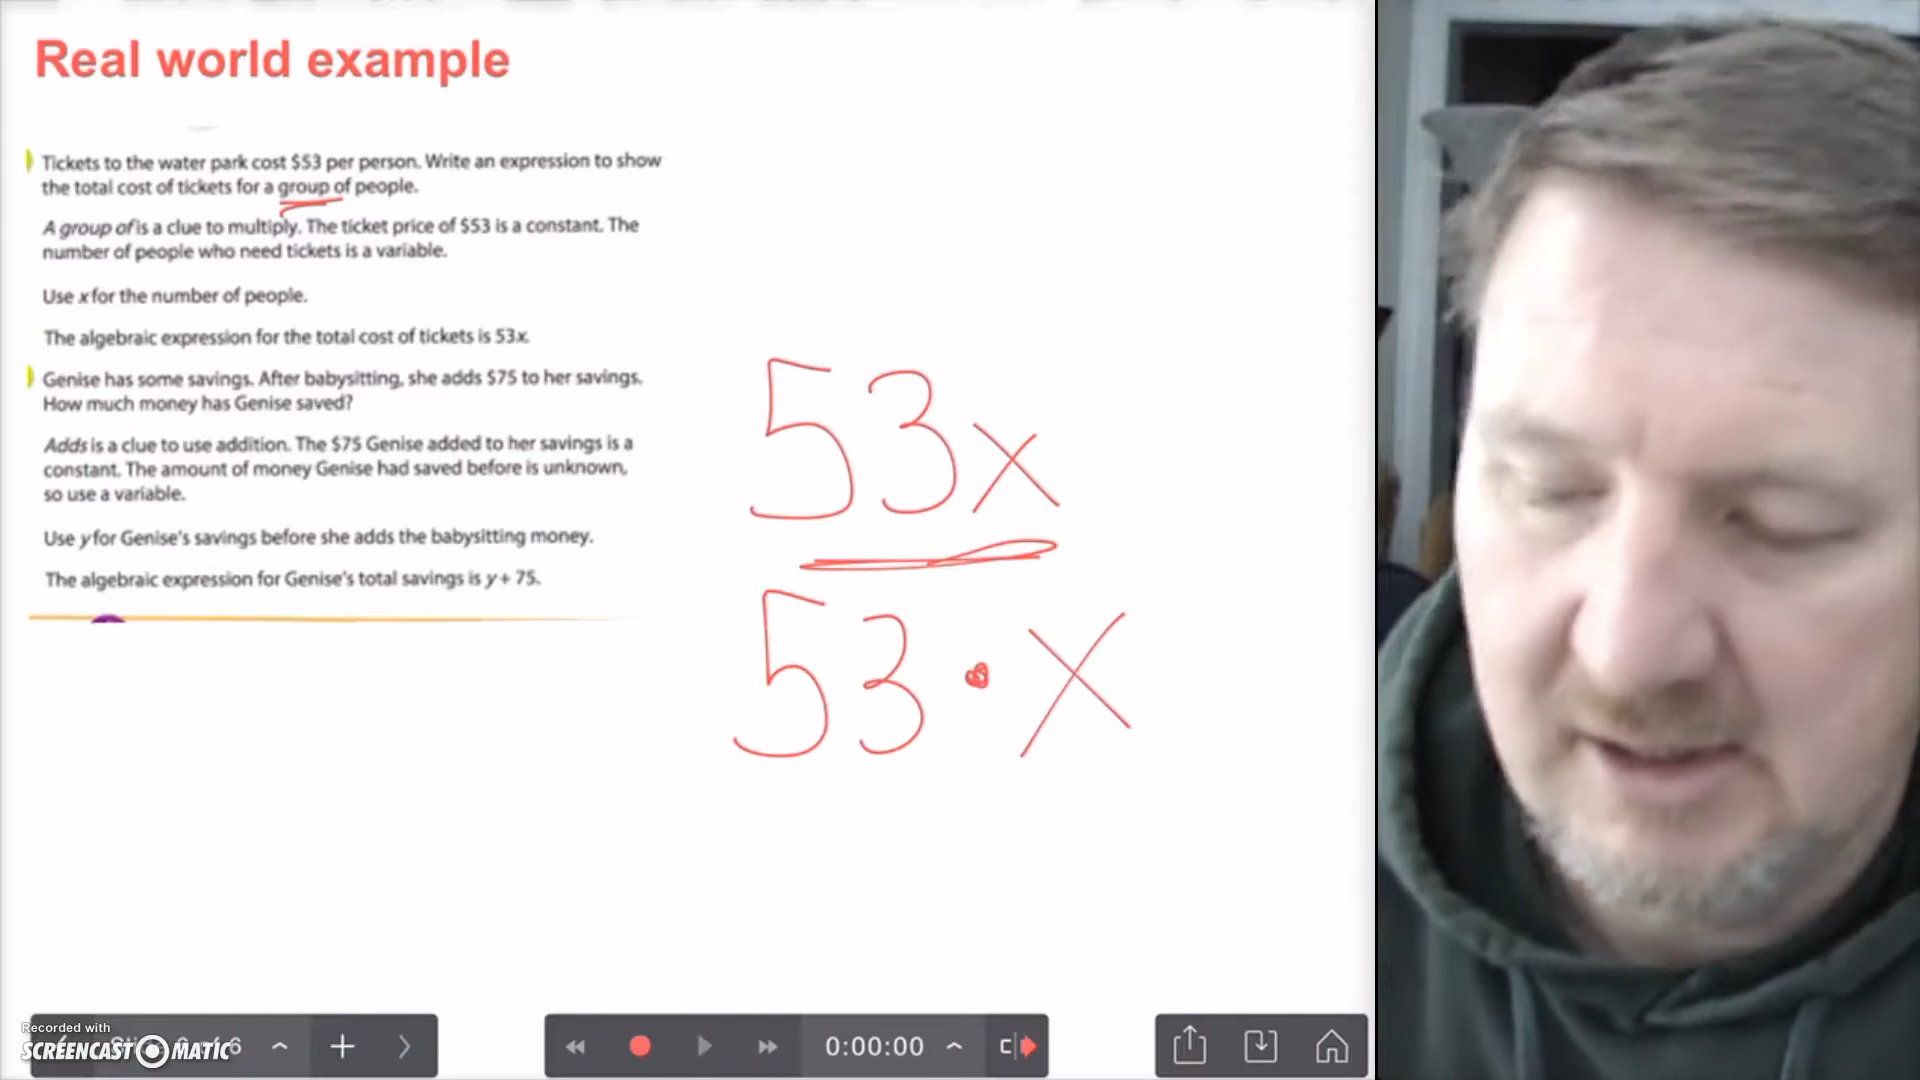 Real world example
Tickets to the water park cost $53 per person. Write an expression to show
the total cost of tickets for a group of people.
A group of is a clue to multiply. The ticket price of $53 is a constant. The
number of people who need tickets is a variable.
Use x for the number of people.
The algebraic expression for the total cost of tickets is 53x.
Genise has some savings. After babysitting, she adds $75 to her savings.
How much money has Genise saved?
Adds is a clue to use addition. The $75 Genise added to her savings is a
constant. The amount of money Genise had saved before is unknown,
so use a variable.
Use y for Genise's savings before she adds the babysitting money.
The algebraic expression for Genise's total savings is y + 75.
53x
53 • X
Recorded with
SCREENCAST MATIC
6
0:00:00